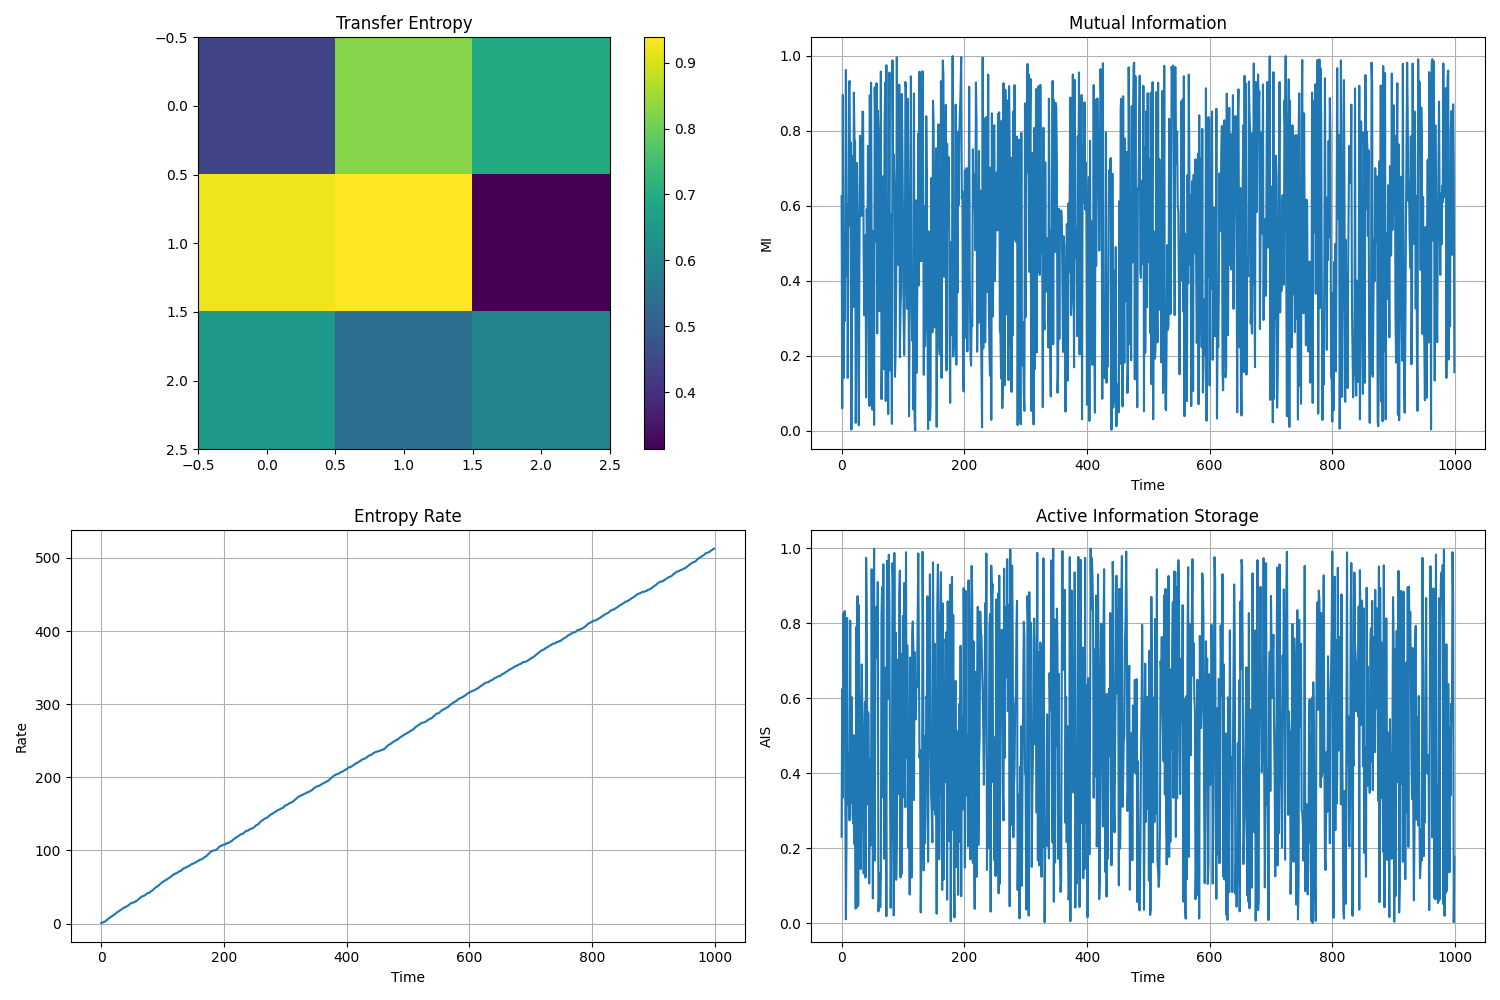 Transfer Entropy
−0.5
0.0
0.5
1.0
1.5
2.0
2.5
−0.5 0.0 0.5 1.0 1.5 2.0 2.5
0.9
0.8
0.7
0.6
0.5
0.4
Mutual Information
MI
1.0
0.8
0.6
0.4
0.2
0.0
0 200 400 600 800 1000
Time
Entropy Rate
Rate
500
400
300
200
100
0
0 200 400 600 800 1000
Time
Active Information Storage
AIS
1.0
0.8
0.6
0.4
0.2
0.0
0 200 400 600 800 1000
Time